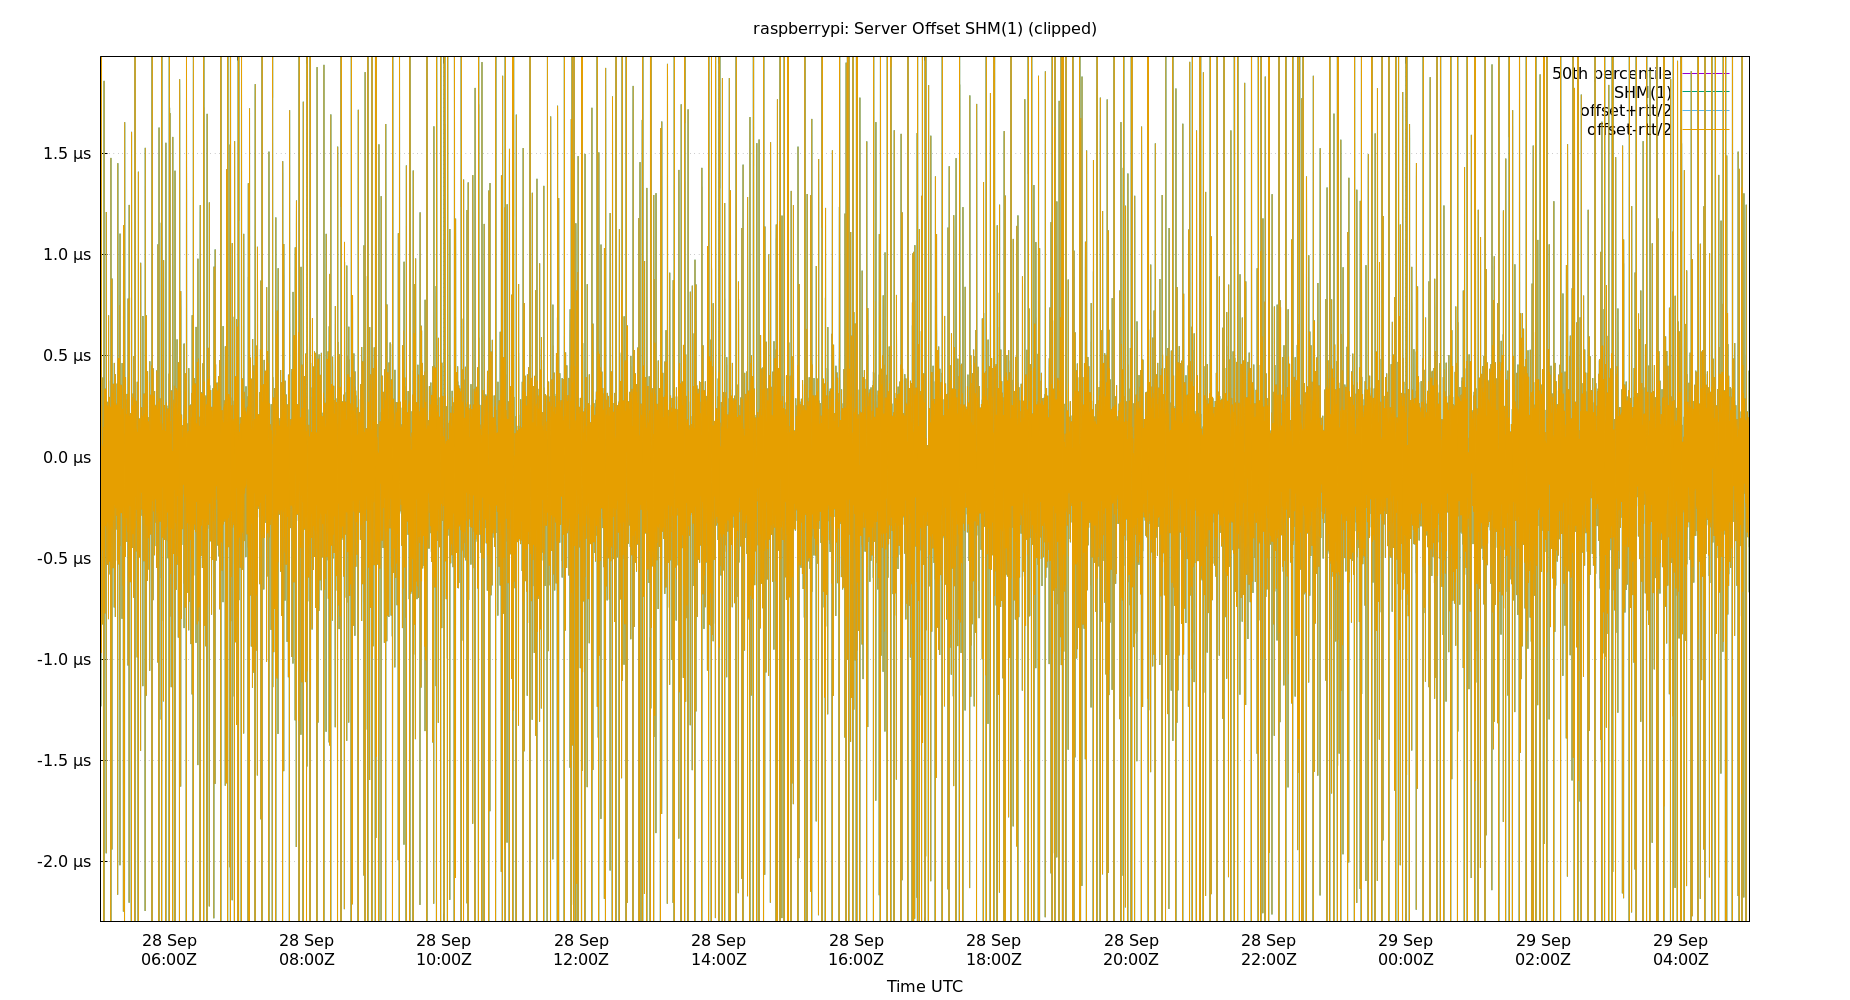 raspberrypi: Server Offset SHM(1) (clipped)
50th percentile
SHM(1)
offset+rtt/2
offset-rtt/2
1.5 µs
1.0 µs
0.5 µs
0.0 µs
-0.5 µs
-1.0 µs
-1.5 µs
-2.0 µs
28 Sep 28 Sep 28 Sep 28 Sep 28 Sep 28 Sep 28 Sep 28 Sep 28 Sep 29 Sep 29 Sep 29 Sep
06:00Z 08:00Z 10:00Z 12:00Z 14:00Z 16:00Z 18:00Z 20:00Z 22:00Z 00:00Z 02:00Z 04:00Z
Time UTC